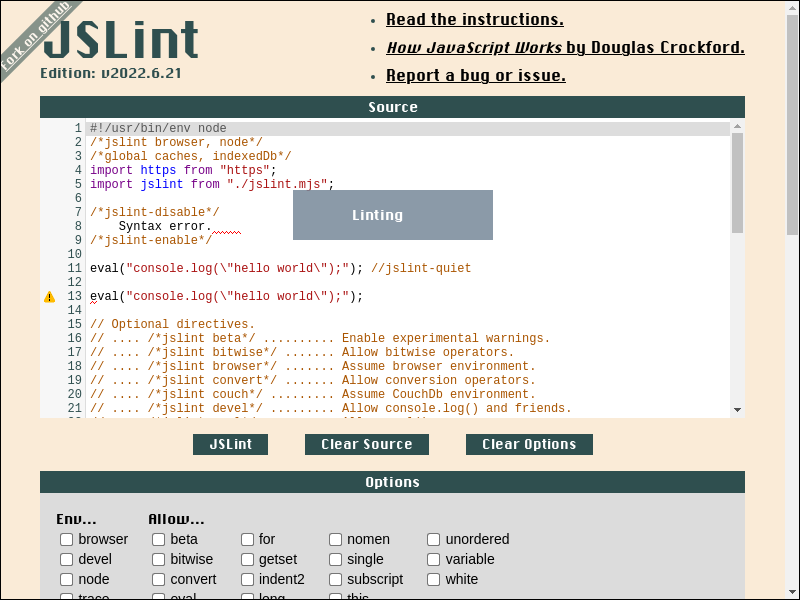 Fork on github
JSLint
Edition: v2022.6.21
Read the instructions.
How JavaScript Works by Douglas Crockford.
Report a bug or issue.
Source
1 #!/usr/bin/env node
2 /*jslint browser, node*/
3 /*global caches, indexedDb*/
4 import https from "https";
5 import jslint from "./jslint.mjs";
6
7 /*jslint-disable*/
8 Syntax error.
9 /*jslint-enable*/
10
11 eval("console.log(\"hello world\");"); //jslint-quiet
12
13 eval("console.log(\"hello world\");");
14
15 // Optional directives.
16 // .... /*jslint beta*/ .......... Enable experimental warnings.
17 // .... /*jslint bitwise*/ ....... Allow bitwise operators.
18 // .... /*jslint browser*/ ....... Assume browser environment.
19 // .... /*jslint convert*/ ....... Allow conversion operators.
20 // .... /*jslint couch*/ ......... Assume CouchDb environment.
21 // .... /*jslint devel*/ ......... Allow console.log() and friends.
Linting
JSLint Clear Source Clear Options
Options
Env... Allow...
browser beta for nomen unordered
devel bitwise getset single variable
node convert indent2 subscript white
trace eval long this